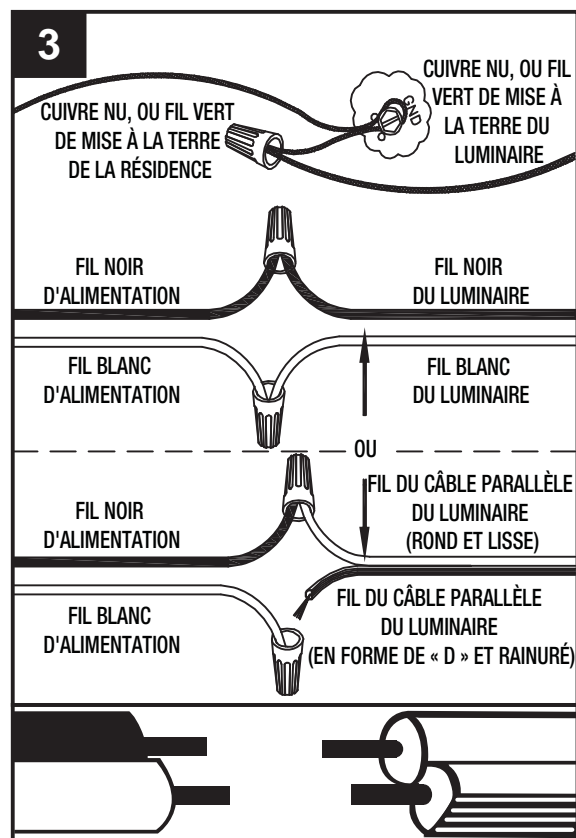 3
CUIVRE NU, OU FIL VERT
DE MISE À LA TERRE
DE LA RÉSIDENCE
CUIVRE NU, OU FIL
VERT DE MISE À
LA TERRE DU
LUMINAIRE
GND
FIL NOIR
D'ALIMENTATION
FIL NOIR
DU LUMINAIRE
FIL BLANC
D'ALIMENTATION
FIL BLANC
DU LUMINAIRE
OU
FIL NOIR
D'ALIMENTATION
FIL DU CÂBLE PARALLÈLE
DU LUMINAIRE
(ROND ET LISSE)
FIL BLANC
D'ALIMENTATION
FIL DU CÂBLE PARALLÈLE
DU LUMINAIRE
(EN FORME DE « D » ET RAINURÉ)